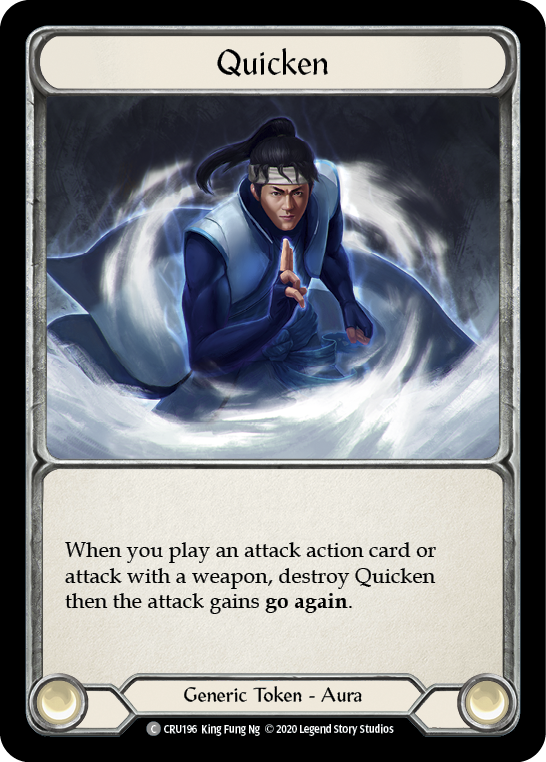 Quicken
When you play an attack action card or
attack with a weapon, destroy Quicken
then the attack gains go again.
Generic Token - Aura
C CRU196 King Fung Ng © 2020 Legend Story Studios